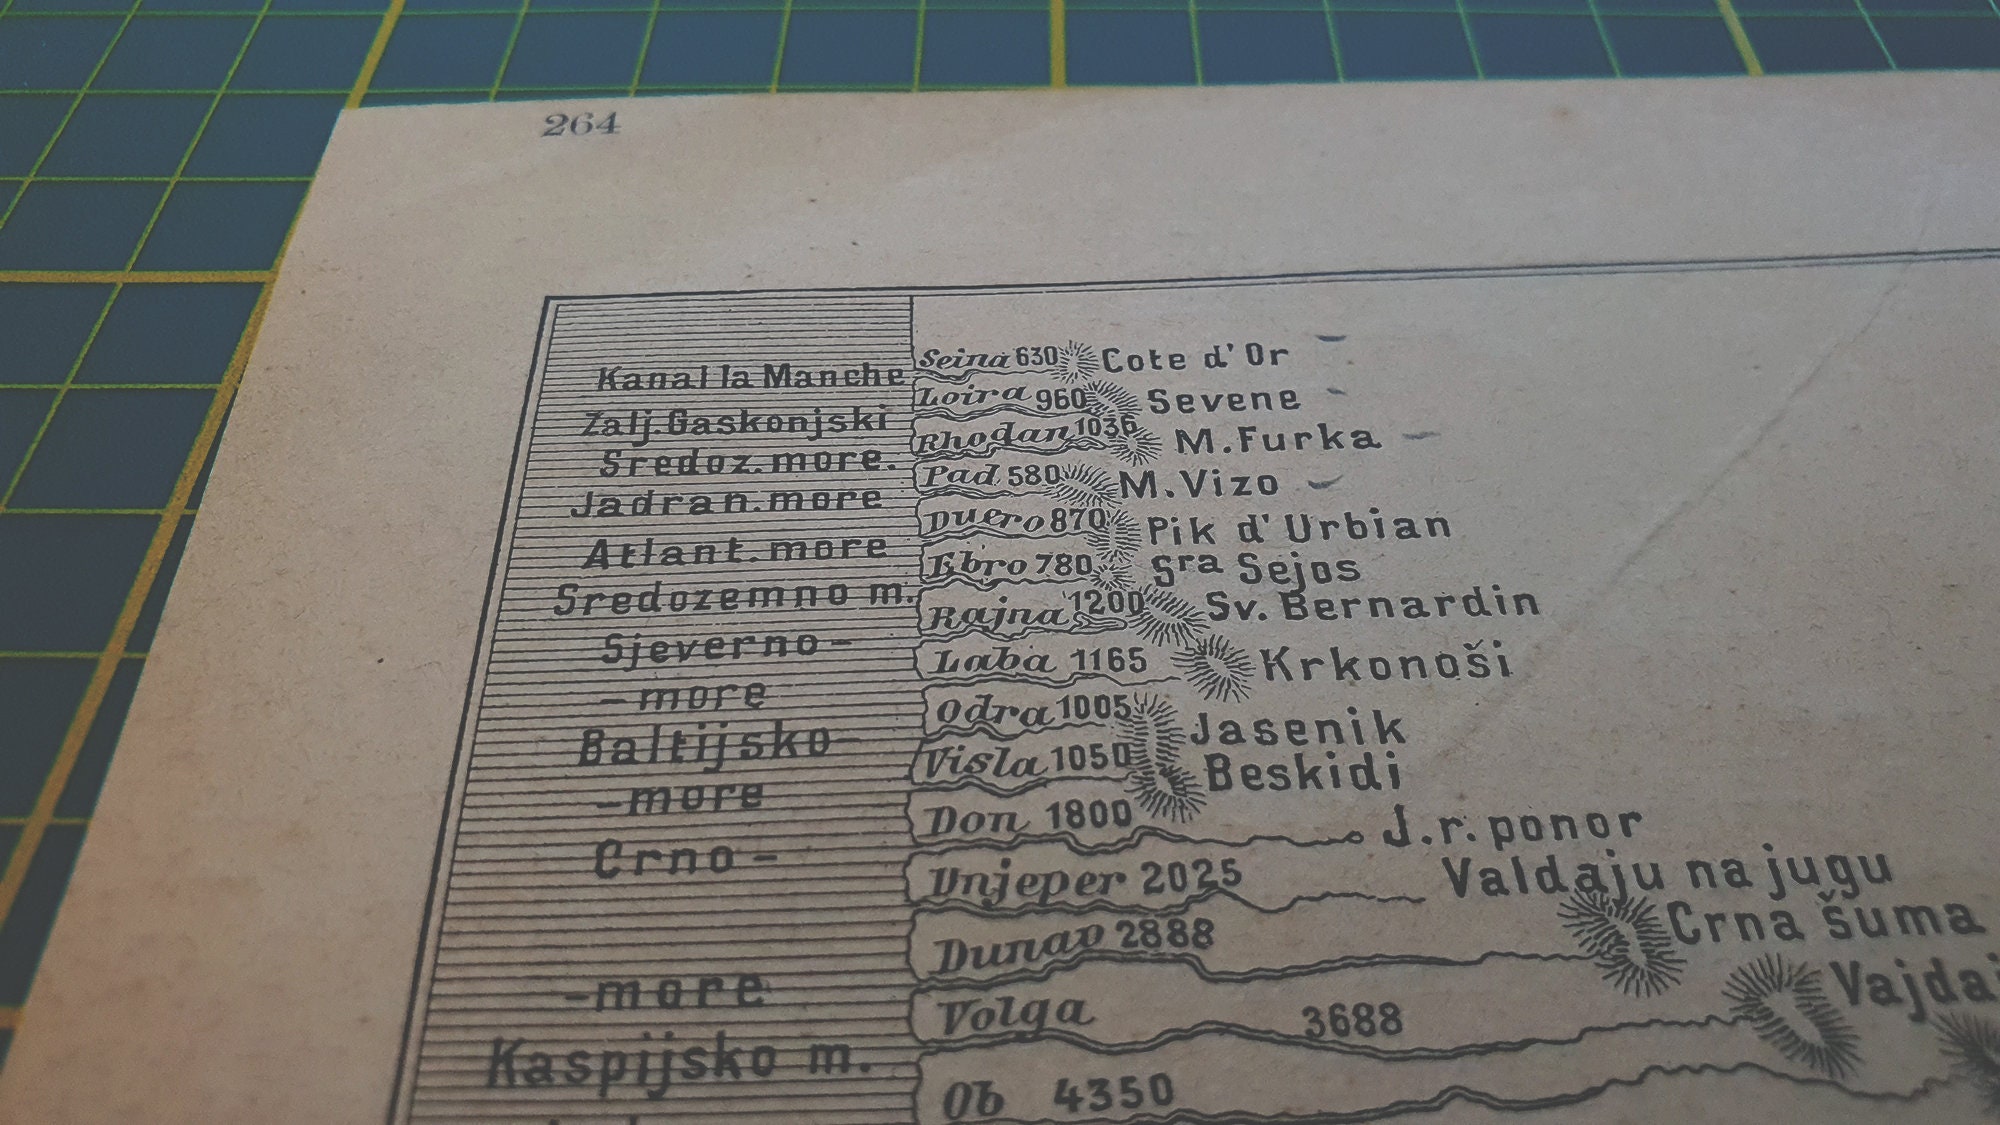 264
Kanal la Manche Seina 630 Cote d' Or
Loira 960 Sevene
Zalj. Gaskonjski Rhodan 1036 M. Furka
Sredoz. more. Pad 580 M. Vizo
Jadran. more Duero 870 Pik d' Urbian
Atlant. more Ebro 780 Sra Sejos
Sredozemno m. Rajna 1200 Sv. Bernardin
Sjeverno - Laba 1165 Krkonoši
- more Odra 1005 Jasenik
Baltijsko Visla 1050 Beskidi
- more Don 1800 J. r. ponor
Crno - Dnjeper 2025 Valdaju na jugu
Dunav 2888 Crna šuma
- more Volga 3688
Kaspijsko m. Ob 4350